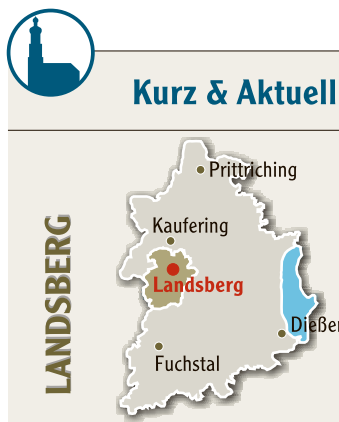 Kurz & Aktuell
Prittriching
Kaufering
Landsberg
Dießen
Fuchstal
LANDSBERG